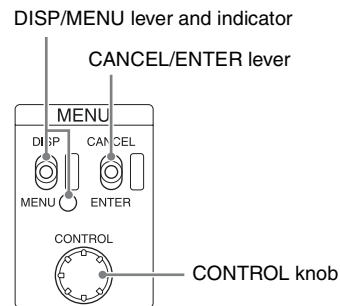 DISP/MENU lever and indicator
CANCEL/ENTER lever
MENU
DISP CANCEL
MENU ENTER
CONTROL
CONTROL knob